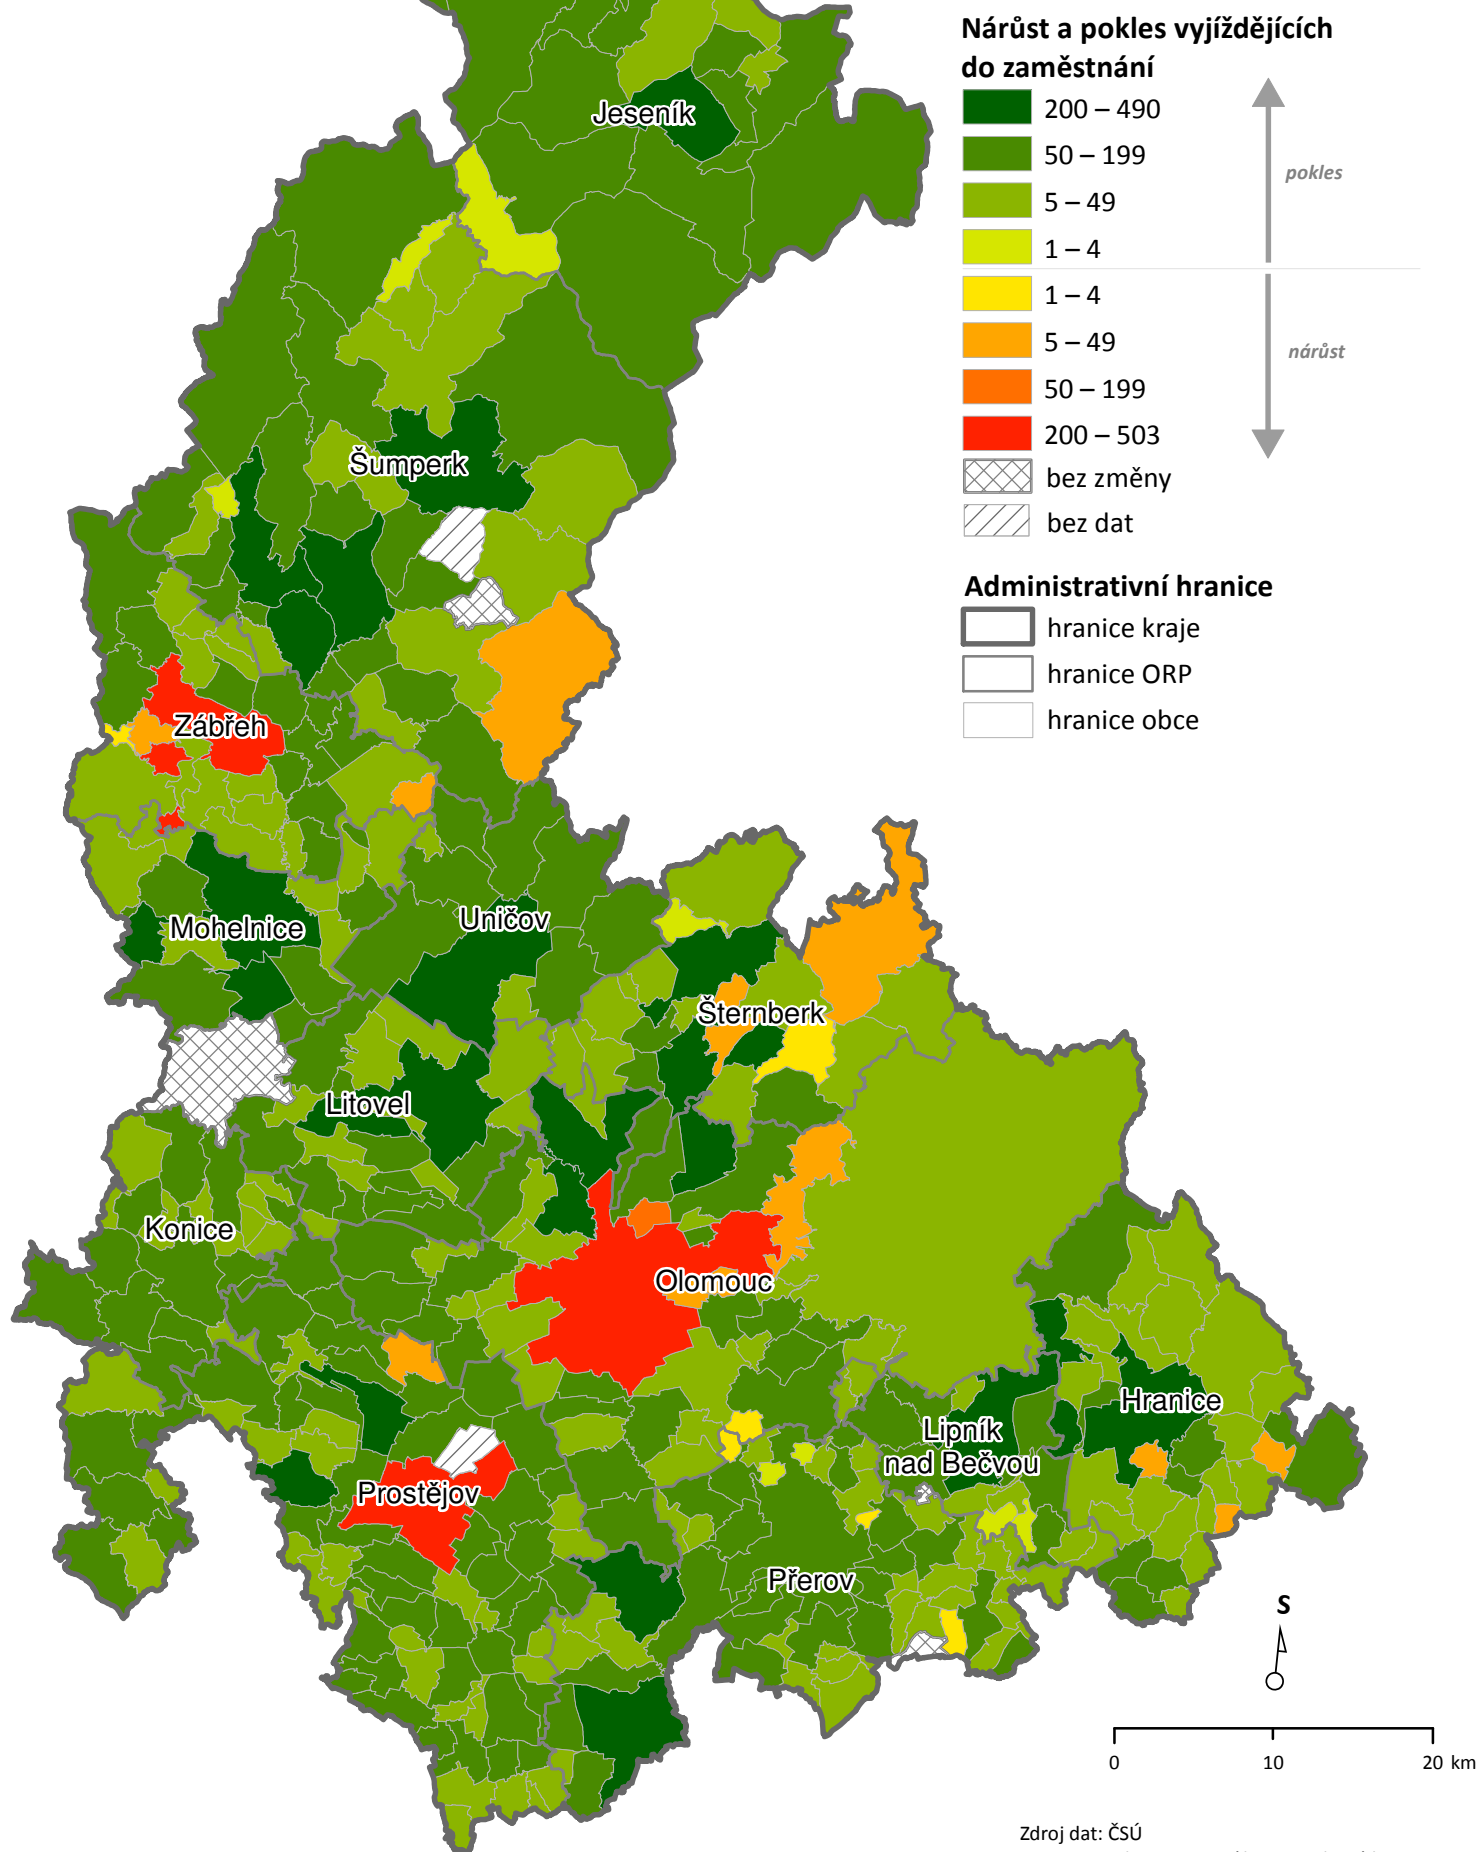 Nárůst a pokles vyjíždějících
do zaměstnání
200 – 490
50 – 199
5 – 49
1 – 4
pokles
1 – 4
5 – 49
50 – 199
200 – 503
nárůst
bez změny
bez dat
Administrativní hranice
hranice kraje
hranice ORP
hranice obce
Jeseník
Šumperk
Zábřeh
Mohelnice
Uničov
Šternberk
Litovel
Konice
Olomouc
Hranice
Lipník
nad Bečvou
Prostějov
Přerov
S
0 10 20 km
Zdroj dat: ČSÚ